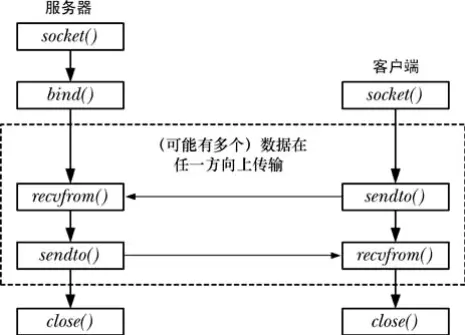 服务器
socket()
客户端
bind()
socket()
（可能有多个）数据在
任一方向上传输
recvfrom()
sendto()
sendto()
recvfrom()
close()
close()